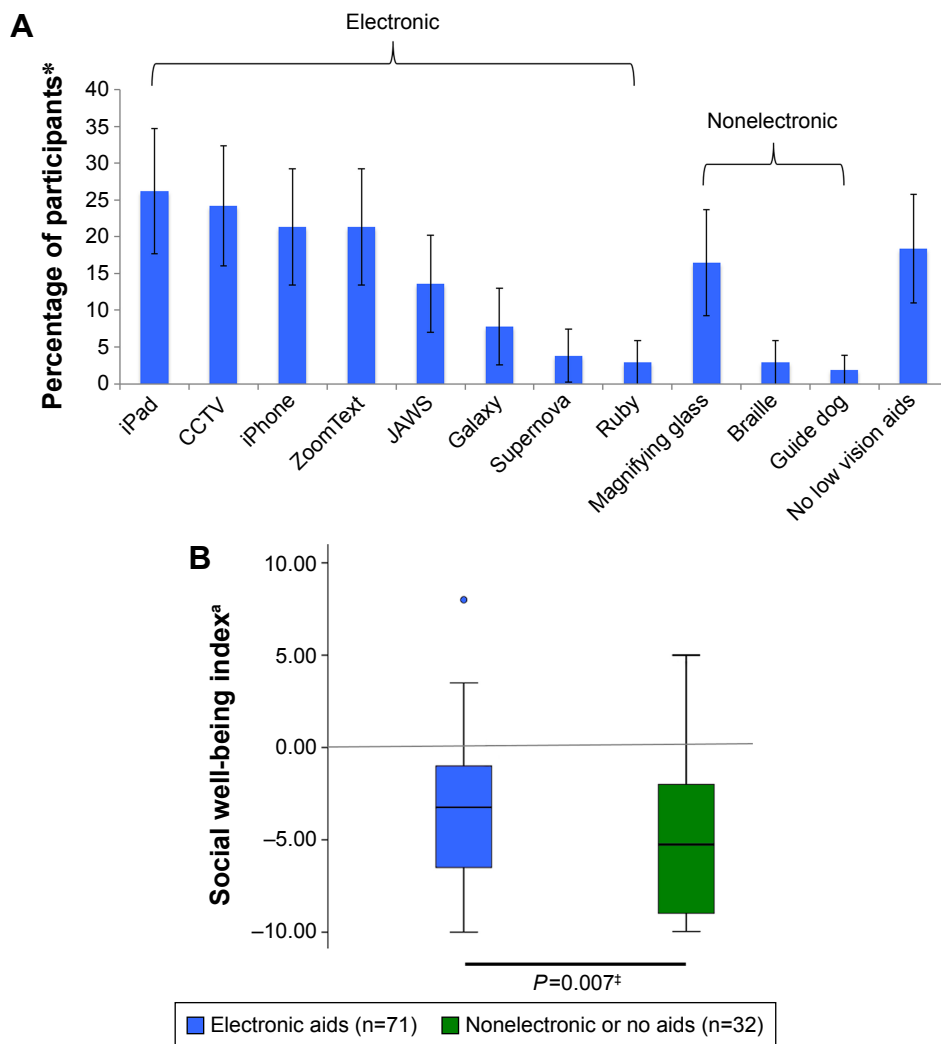 A
Electronic
Nonelectronic
Percentage of participants*
40
35
30
25
20
15
10
5
0
iPad
CCTV
iPhone
ZoomText
JAWS
Galaxy
Supernova
Ruby
Magnifying glass
Braille
Guide dog
No low vision aids
B
Social well-being indexᵃ
10.00
5.00
0.00
–5.00
–10.00
P=0.007‡
Electronic aids (n=71) Nonelectronic or no aids (n=32)